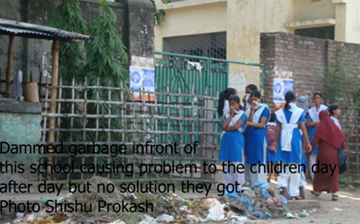 Dammed garbage infront of
this school causing problem to the children day
after day but no solution they got.
Photo Shishu Prokash